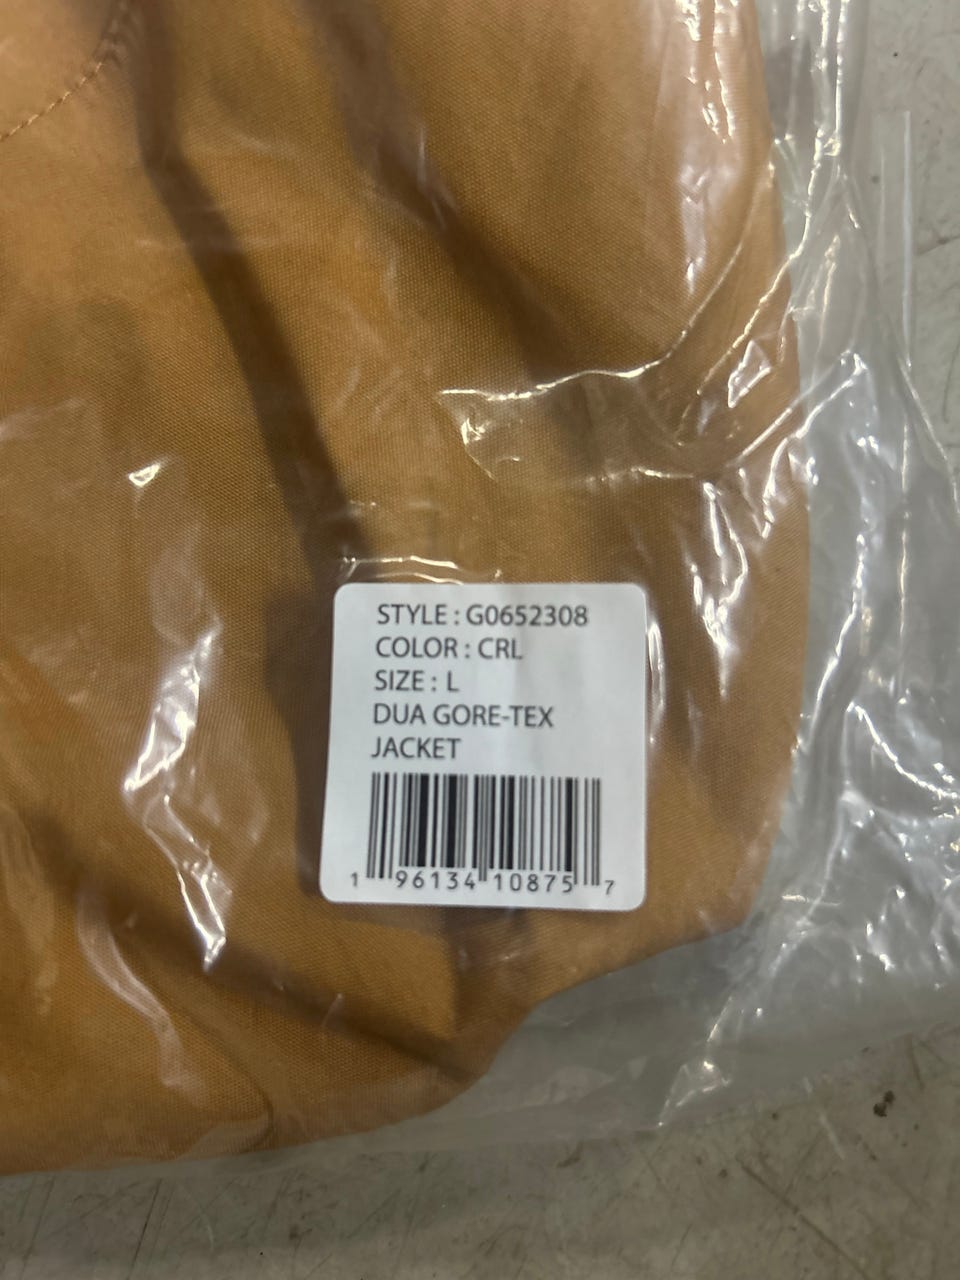 STYLE : G0652308
COLOR : CRL
SIZE : L
DUA GORE-TEX
JACKET
1 96134 10875 7